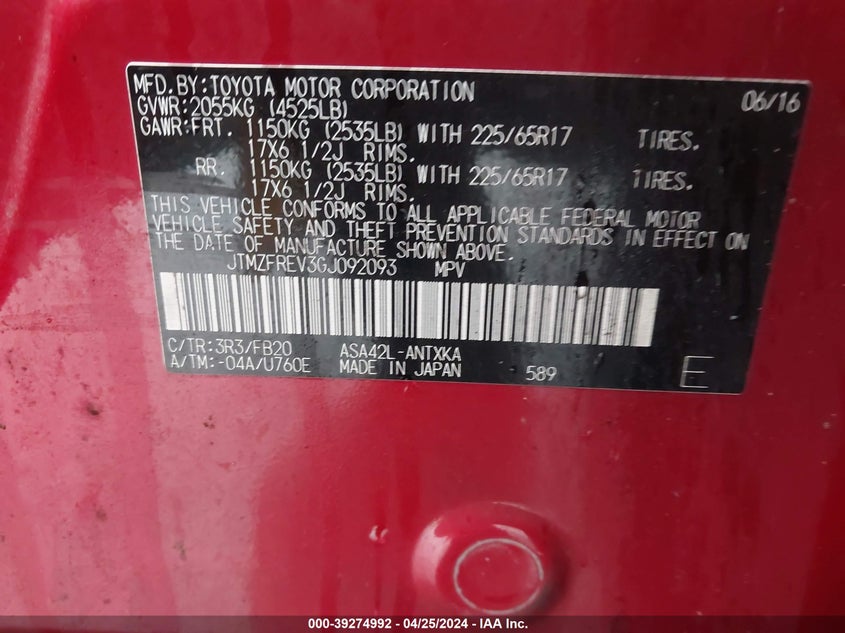 MFD.BY:TOYOTA MOTOR CORPORATION 06/16
GVWR:2055KG (4525LB)
GAWR:FRT. 1150KG (2535LB) WITH 225/65R17 TIRES.
17X6 1/2J RIMS.
RR. 1150KG (2535LB) WITH 225/65R17 TIRES.
17X6 1/2J RIMS.
THIS VEHICLE CONFORMS TO ALL APPLICABLE FEDERAL MOTOR
VEHICLE SAFETY AND THEFT PREVENTION STANDARDS IN EFFECT ON
THE DATE OF MANUFACTURE SHOWN ABOVE.
JTMZFREV3GJ092093 MPV
C/TR:3R3/FB20 ASA42L-ANTXKA
A/TM:-04A/U760E MADE IN JAPAN 589 E
000-39274992 - 04/25/2024 - IAA Inc.